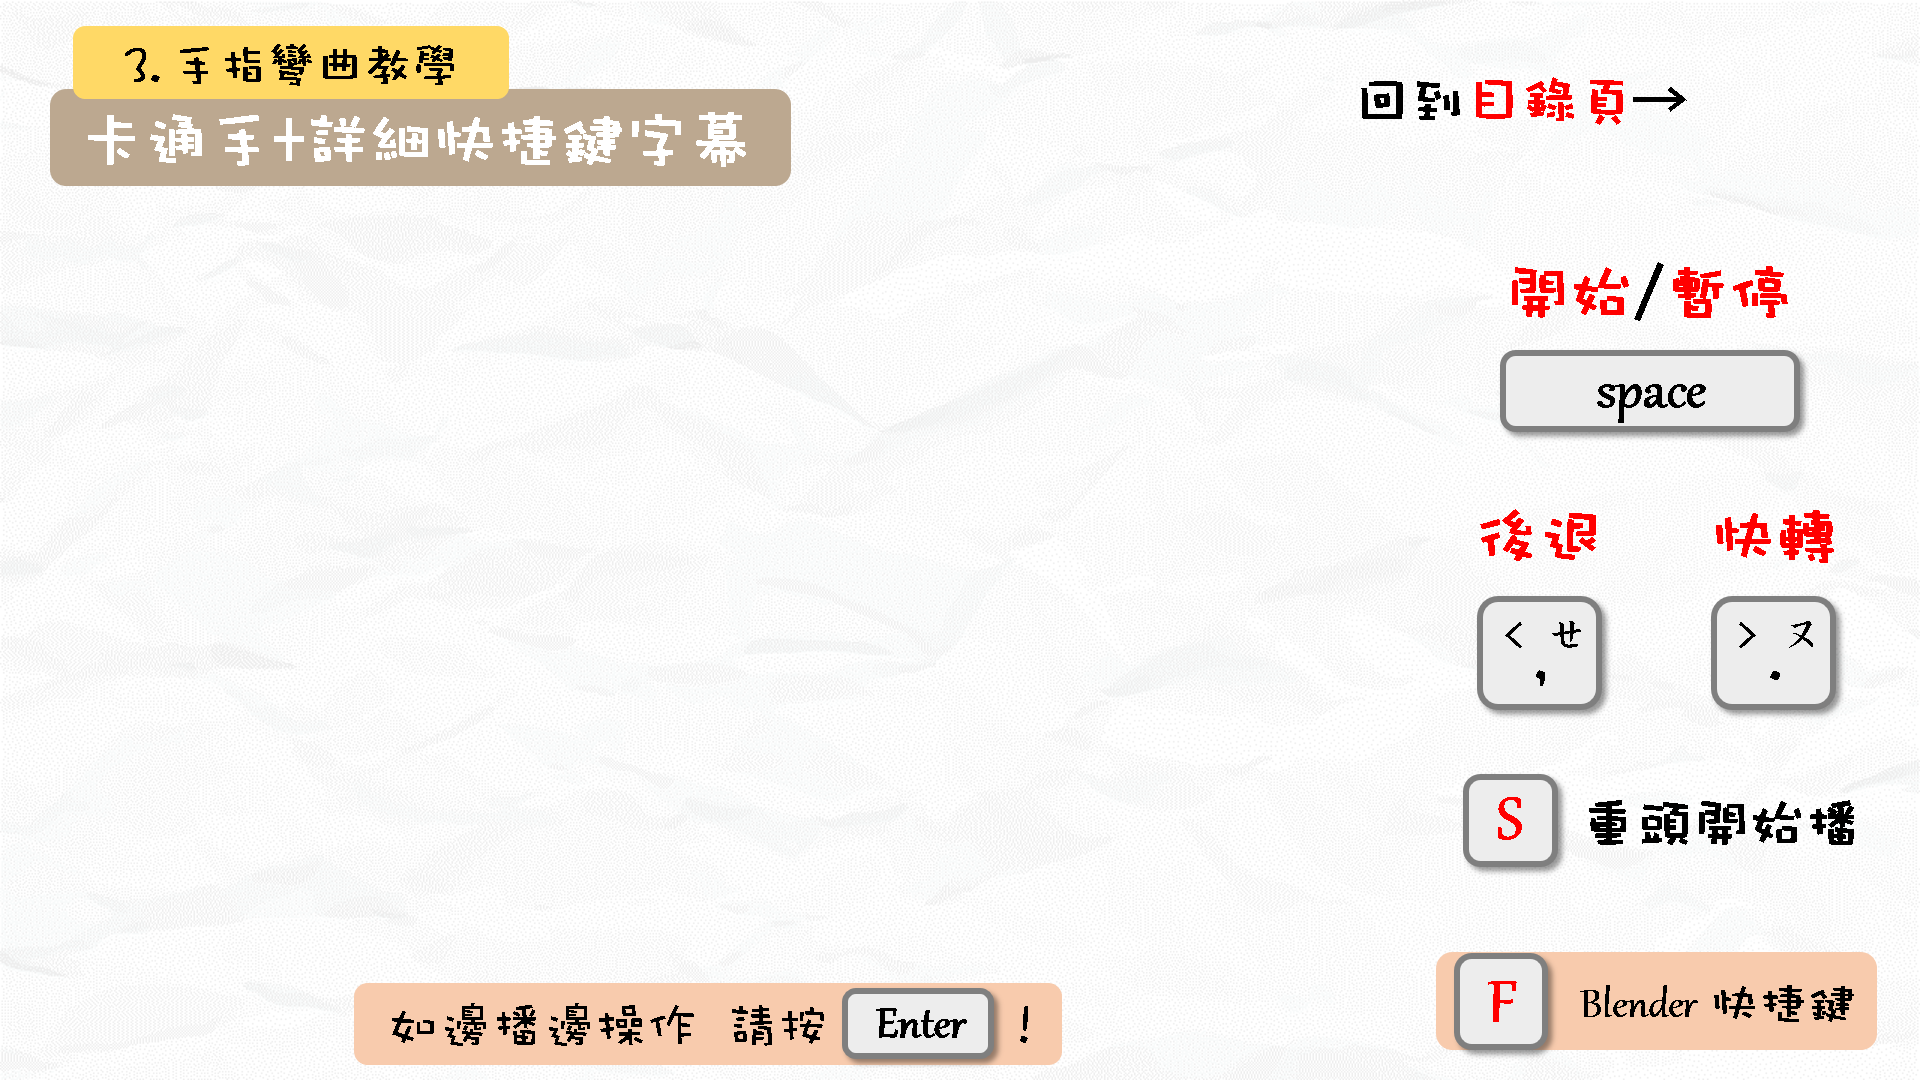 3. 手指彎曲教學
卡通手+詳細快捷鍵字幕
回到目錄頁→
開始/暫停
space
後退 快轉
< ㄝ
,
> ㄡ
.
S 重頭開始播
F Blender 快捷鍵
如邊播邊操作 請按 Enter !